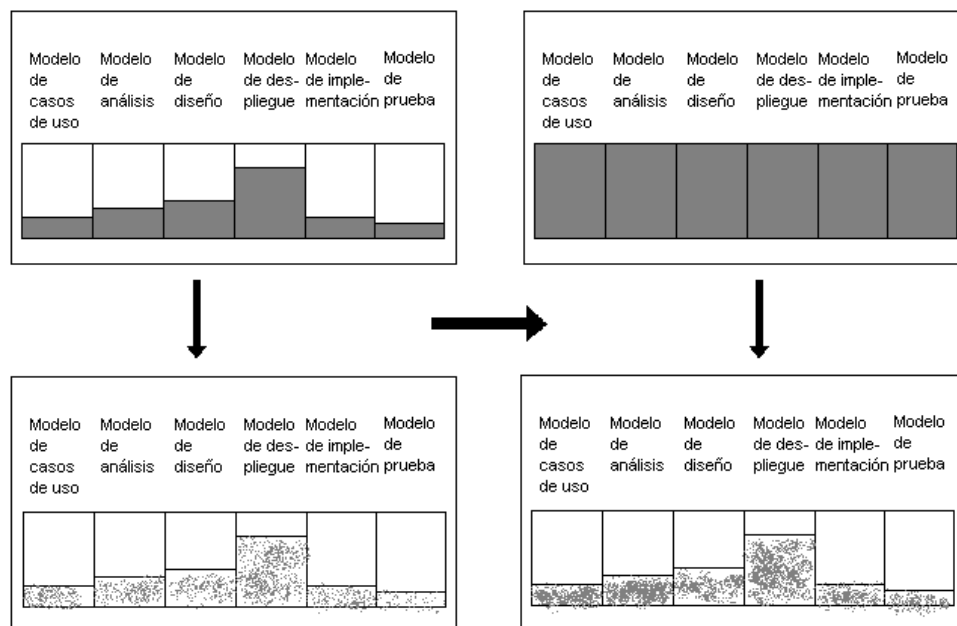 Modelo de casos de uso
Modelo de análisis
Modelo de diseño
Modelo de des-
pliegue
Modelo de imple-
mentación
Modelo de prueba
Modelo de casos de uso
Modelo de análisis
Modelo de diseño
Modelo de des-
pliegue
Modelo de imple-
mentación
Modelo de prueba
Modelo de casos de uso
Modelo de análisis
Modelo de diseño
Modelo de des-
pliegue
Modelo de imple-
mentación
Modelo de prueba
Modelo de casos de uso
Modelo de análisis
Modelo de diseño
Modelo de des-
pliegue
Modelo de imple-
mentación
Modelo de prueba